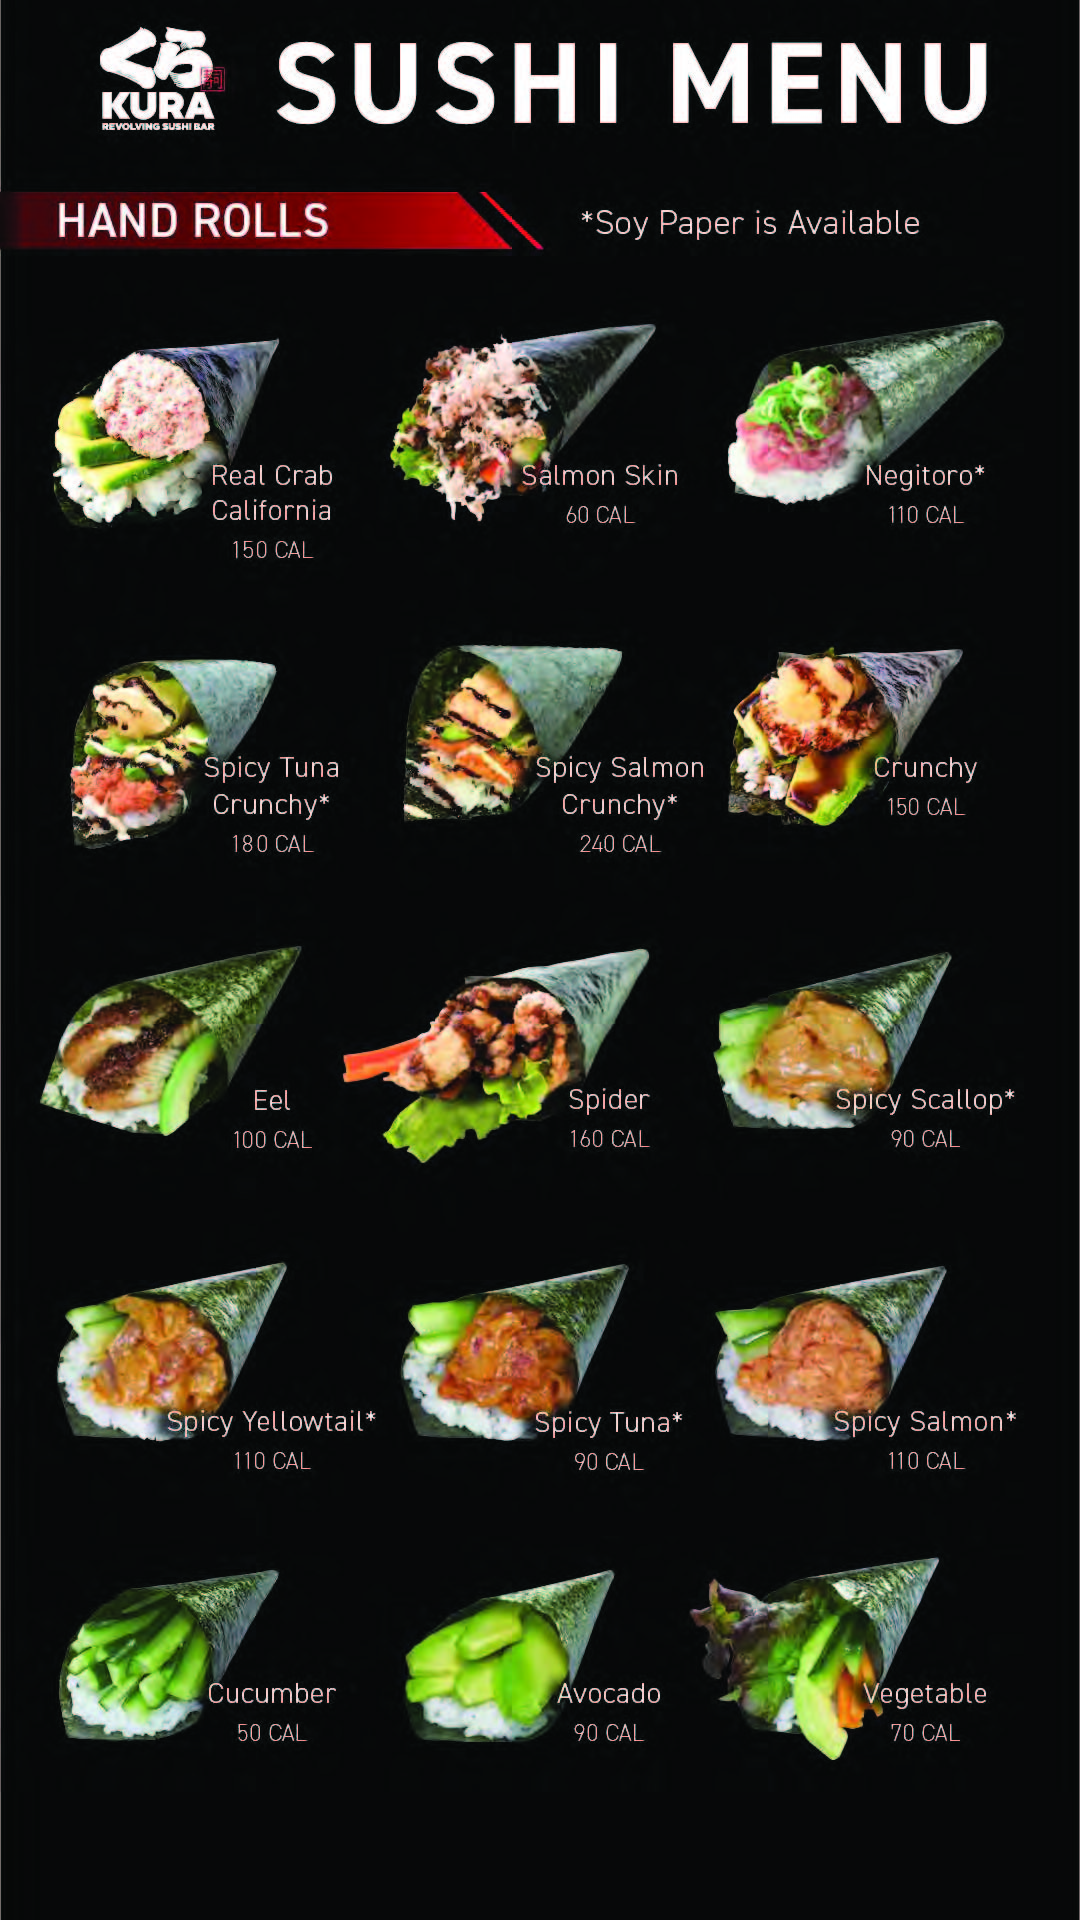 くら
KURA
REVOLVING SUSHI BAR
SUSHI MENU
HAND ROLLS
*Soy Paper is Available
Real Crab
California
150 CAL
Salmon Skin
60 CAL
Negitoro*
110 CAL
Spicy Tuna
Crunchy*
180 CAL
Spicy Salmon
Crunchy*
240 CAL
Crunchy
150 CAL
Eel
100 CAL
Spider
160 CAL
Spicy Scallop*
90 CAL
Spicy Yellowtail*
110 CAL
Spicy Tuna*
90 CAL
Spicy Salmon*
110 CAL
Cucumber
50 CAL
Avocado
90 CAL
Vegetable
70 CAL